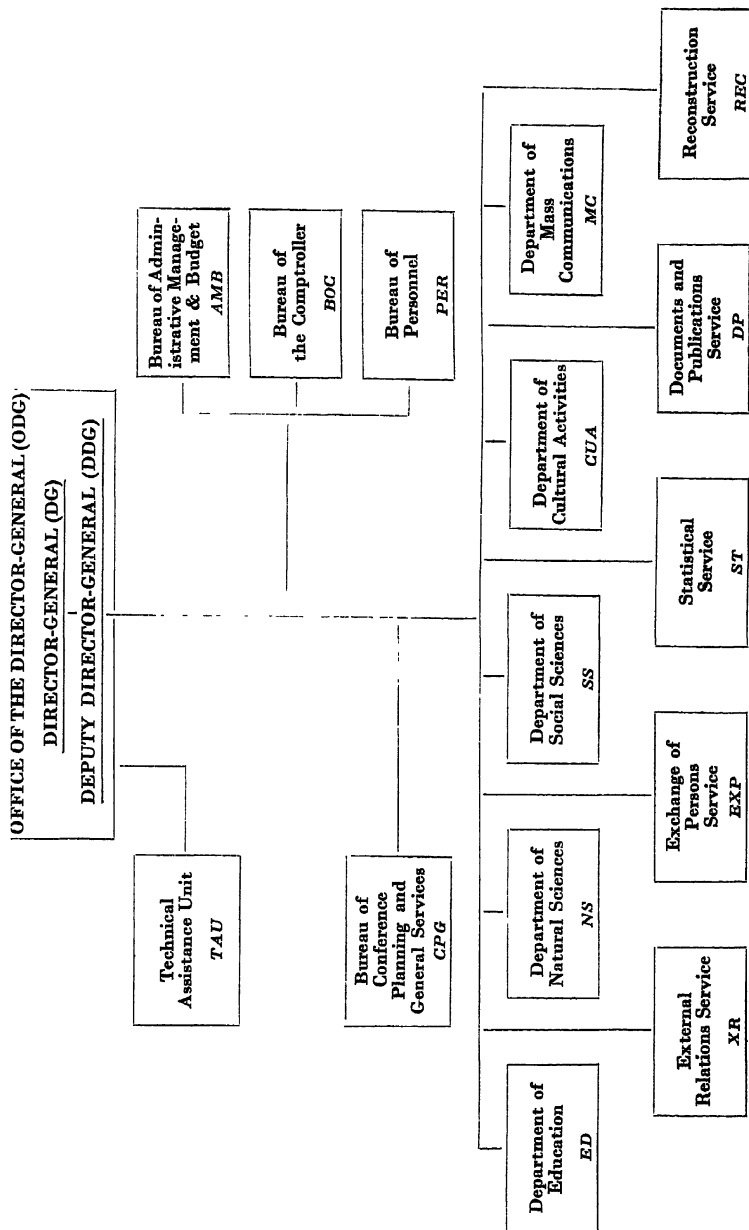 OFFICE OF THE DIRECTOR-GENERAL (ODG)
DIRECTOR-GENERAL (DG)
DEPUTY DIRECTOR-GENERAL (DDG)
Technical
Assistance Unit
TAU
Bureau of Admin-
istrative Manage-
ment & Budget
AMB
Bureau of
the Comptroller
BOC
Bureau of
Personnel
PER
Bureau of
Conference
Planning and
General Services
CPG
Department of
Education
ED
Department of
Natural Sciences
NS
Department of
Social Sciences
SS
Department of
Cultural Activities
CUA
Department of
Mass
Communications
MC
External
Relations Service
XR
Exchange of
Persons
Service
EXP
Statistical
Service
ST
Documents and
Publications
Service
DP
Reconstruction
Service
REC